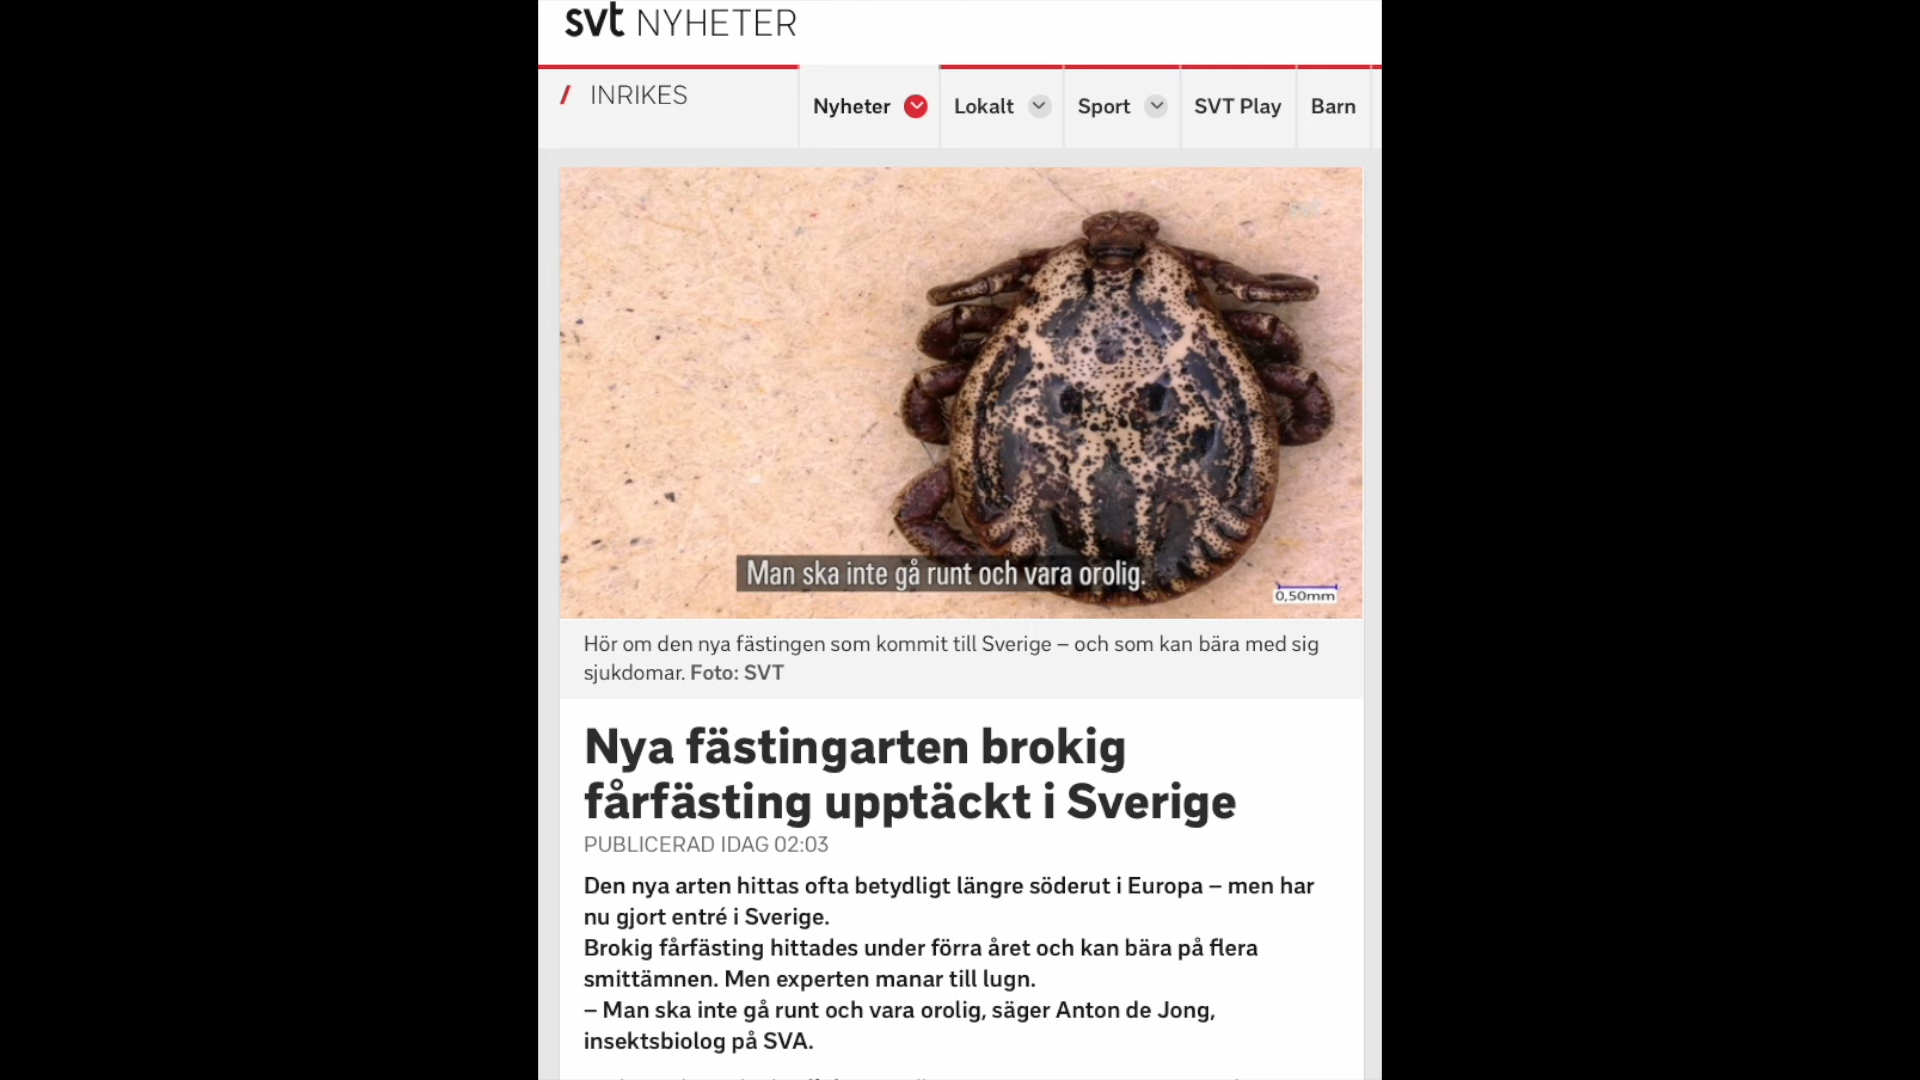 svt NYHETER
/ INRIKES
Nyheter
Lokalt
Sport
SVT Play
Barn
Man ska inte gå runt och vara orolig.
0,50mm
Hör om den nya fästingen som kommit till Sverige – och som kan bära med sig
sjukdomar. Foto: SVT
Nya fästingarten brokig
fårfästing upptäckt i Sverige
PUBLICERAD IDAG 02:03
Den nya arten hittas ofta betydligt längre söderut i Europa – men har
nu gjort entré i Sverige.
Brokig fårfästing hittades under förra året och kan bära på flera
smittämnen. Men experten manar till lugn.
– Man ska inte gå runt och vara orolig, säger Anton de Jong,
insektsbiolog på SVA.